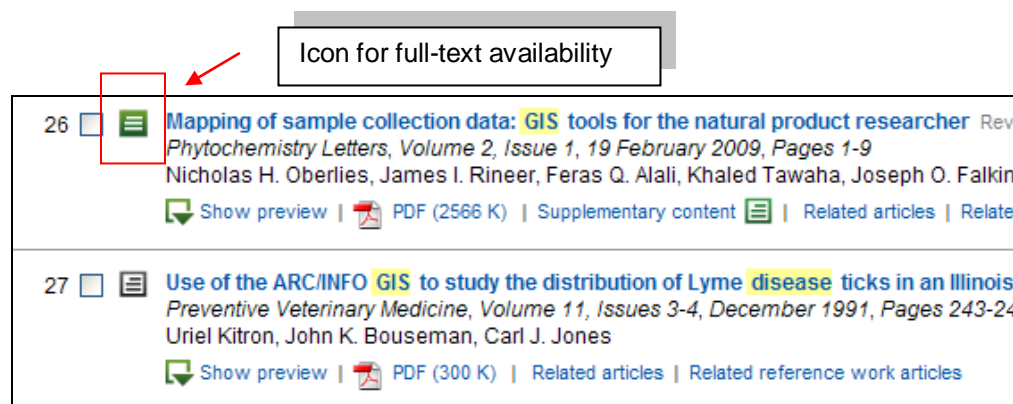 Icon for full-text availability
26 Mapping of sample collection data: GIS tools for the natural product researcher Rev
Phytochemistry Letters, Volume 2, Issue 1, 19 February 2009, Pages 1-9
Nicholas H. Oberlies, James I. Rineer, Feras Q. Alali, Khaled Tawaha, Joseph O. Falkin
Show preview | PDF (2566 K) | Supplementary content | Related articles | Relate
27 Use of the ARC/INFO GIS to study the distribution of Lyme disease ticks in an Illinois
Preventive Veterinary Medicine, Volume 11, Issues 3-4, December 1991, Pages 243-24
Uriel Kitron, John K. Bouseman, Carl J. Jones
Show preview | PDF (300 K) | Related articles | Related reference work articles